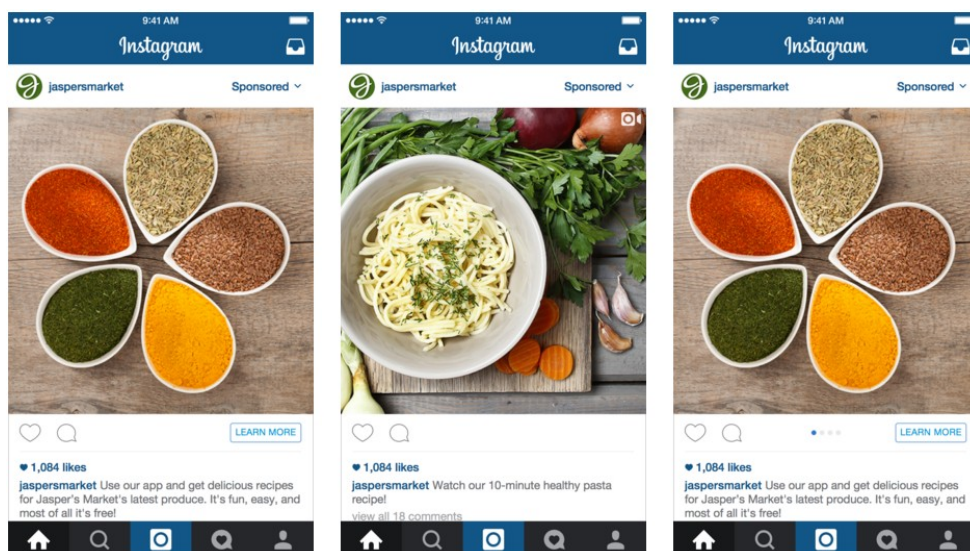 9:41 AM
Instagram
jaspersmarket
Sponsored
LEARN MORE
1,084 likes
jaspersmarket Use our app and get delicious recipes
for Jasper's Market's latest produce. It's fun, easy, and
most of all it's free!
9:41 AM
Instagram
jaspersmarket
Sponsored
1,084 likes
jaspersmarket Watch our 10-minute healthy pasta
recipe!
view all 18 comments
9:41 AM
Instagram
jaspersmarket
Sponsored
LEARN MORE
1,084 likes
jaspersmarket Use our app and get delicious recipes
for Jasper's Market's latest produce. It's fun, easy, and
most of all it's free!